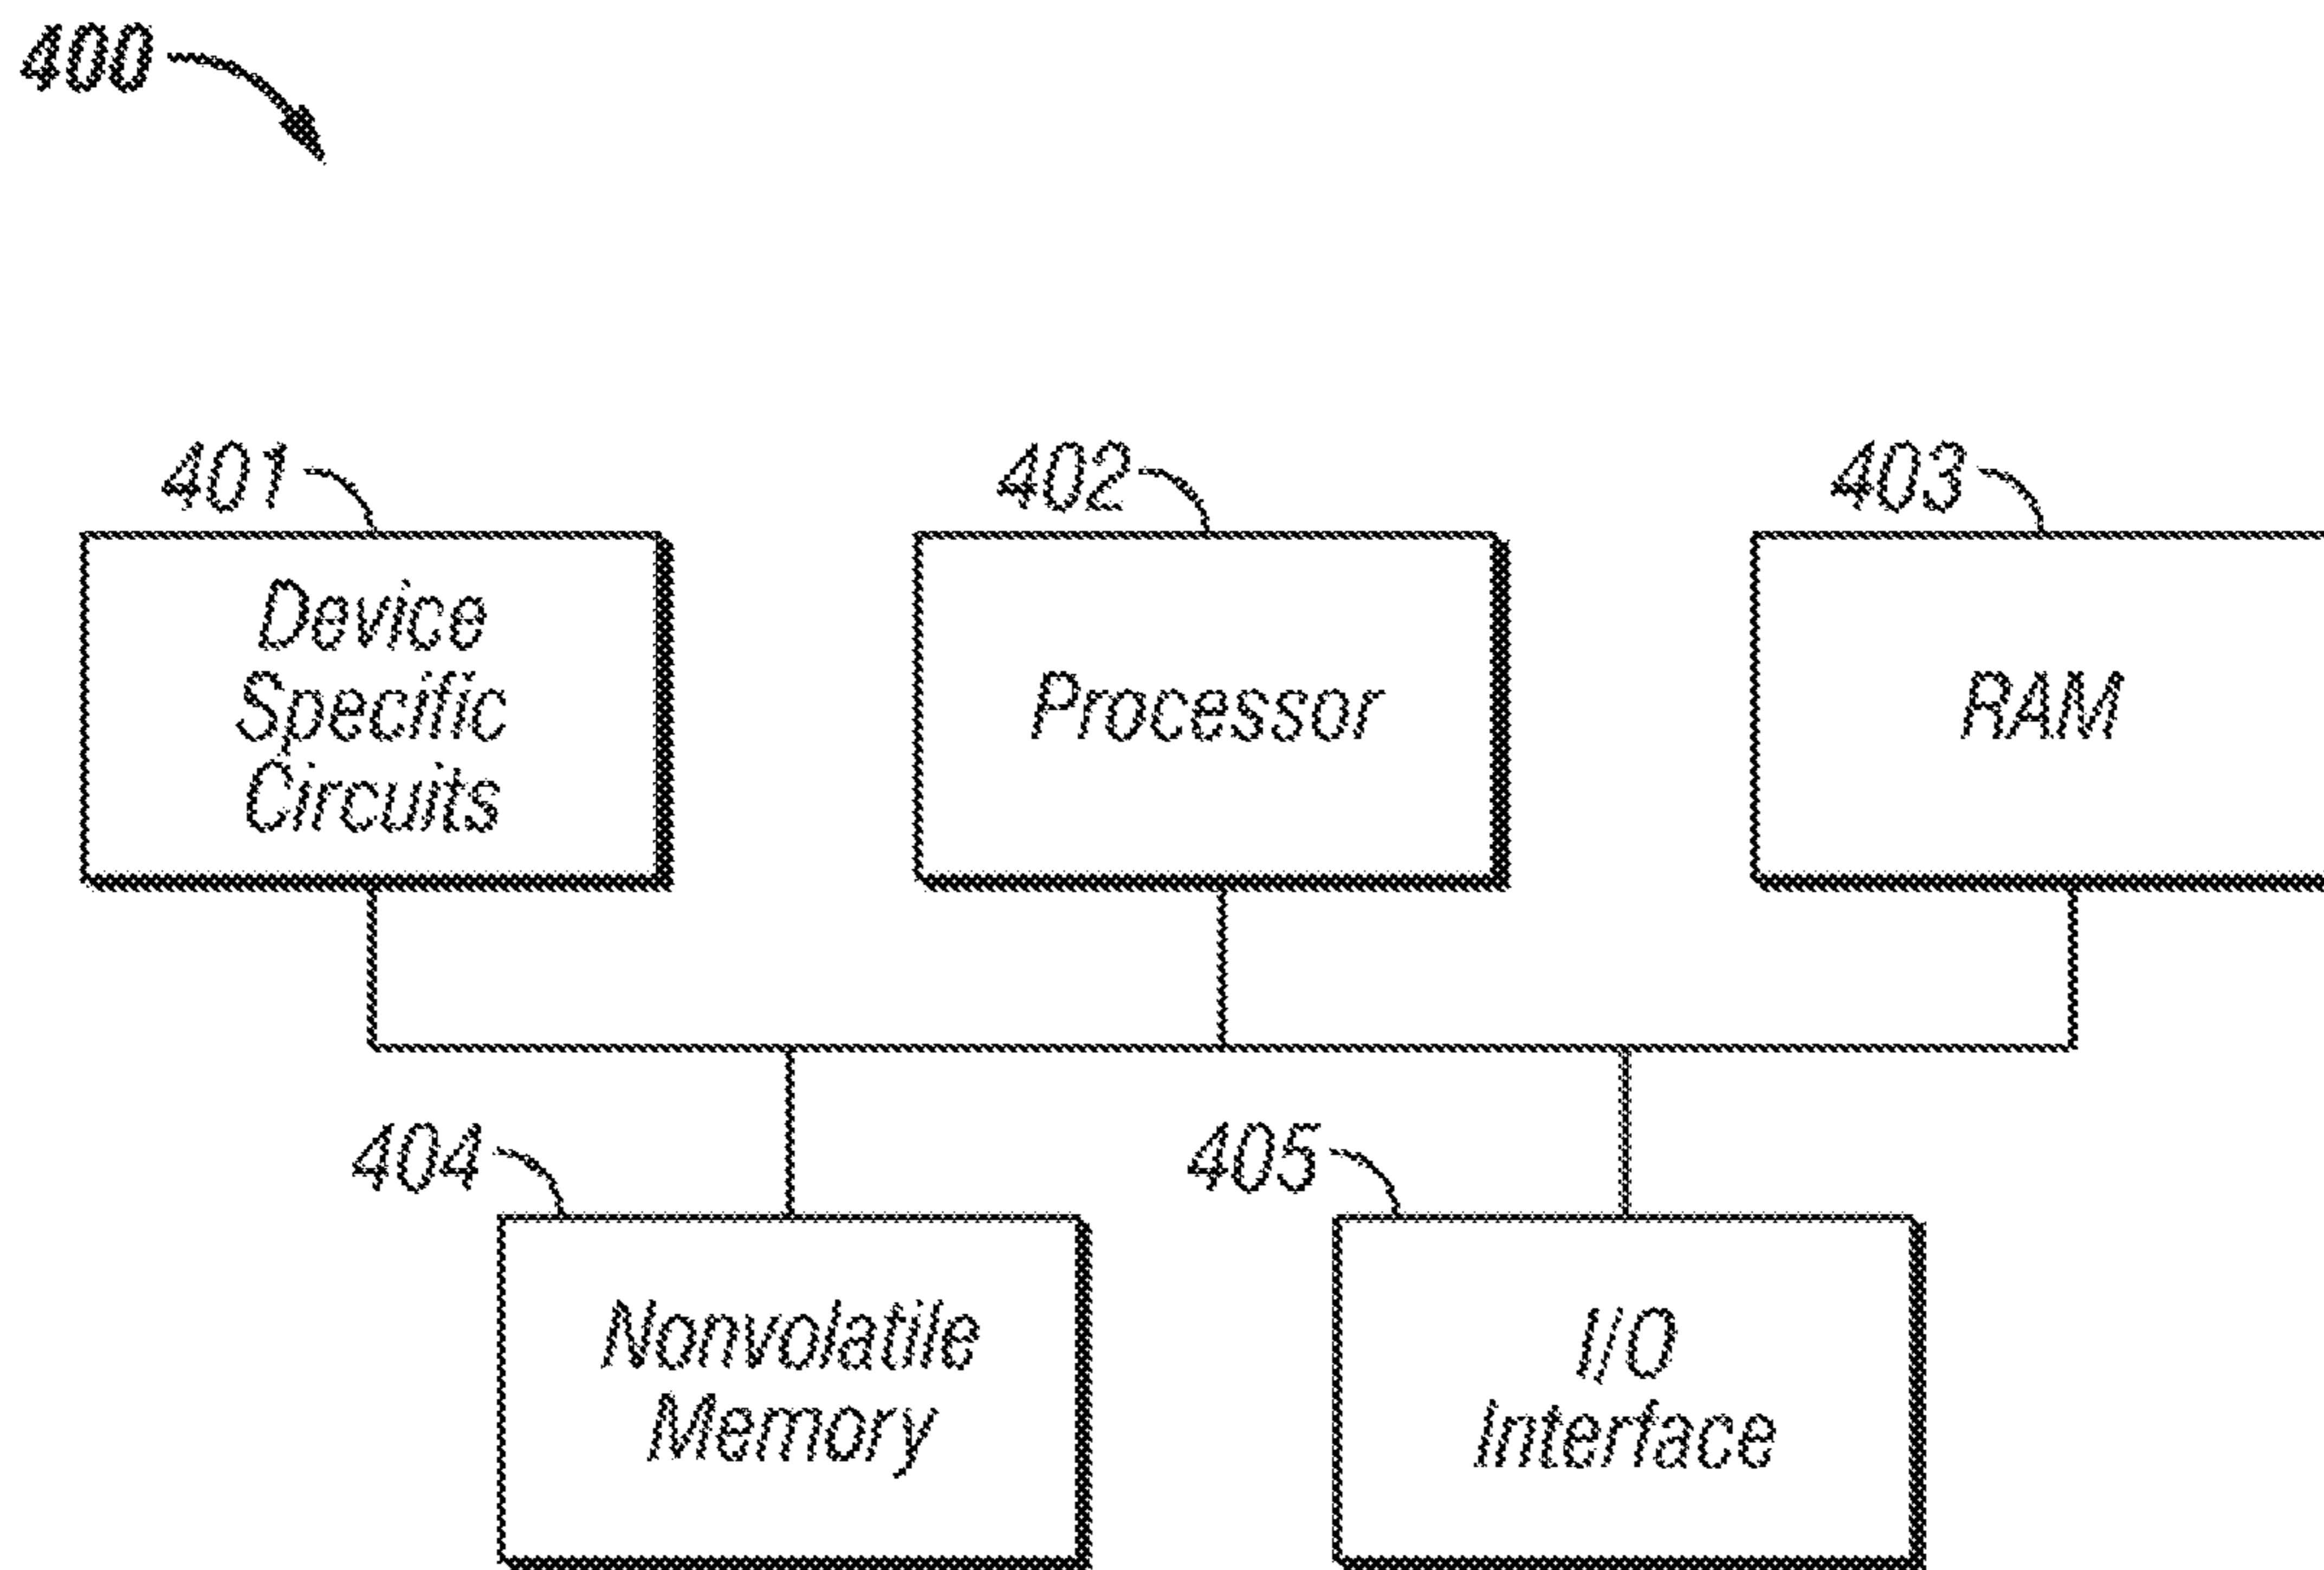 400
401
402
403
Device
Specific
Circuits
Processor
RAM
404
405
Nonvolatile
Memory
I/O
Interface